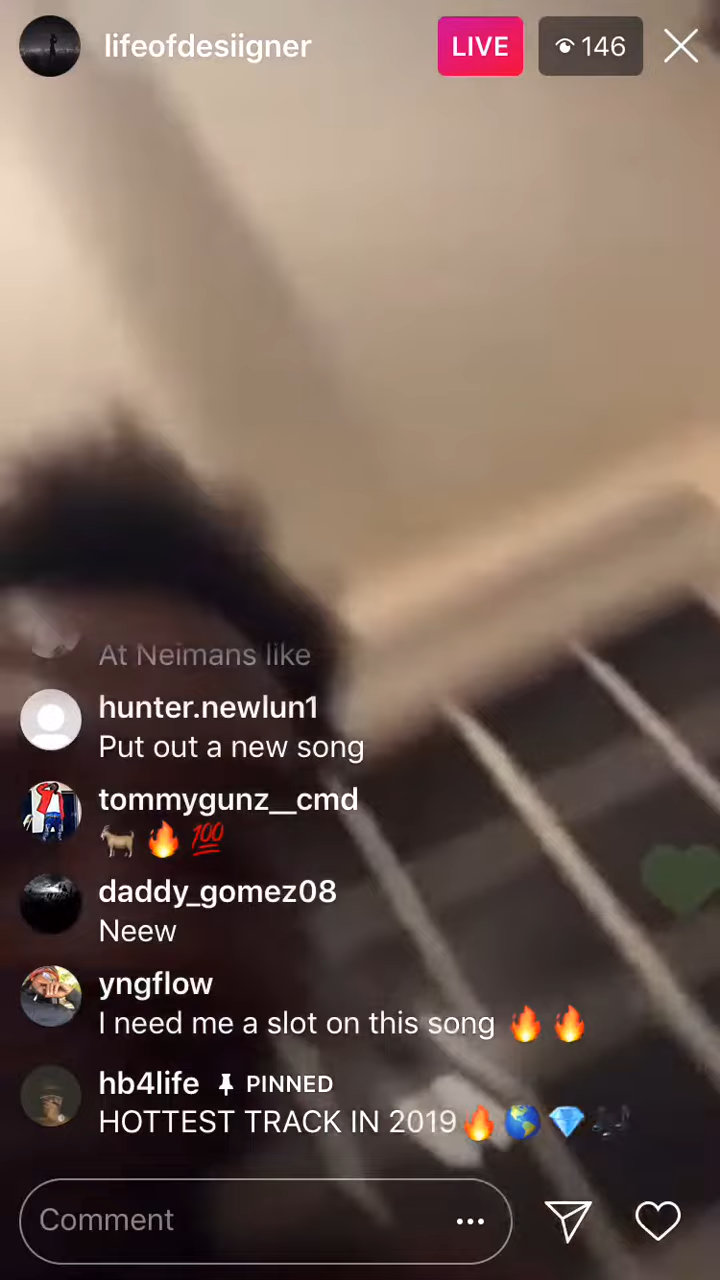 lifeofdesiigner
LIVE
146
At Neimans like
hunter.newlun1
Put out a new song
tommygunz__cmd
🐐 🔥 💯
daddy_gomez08
Neew
yngflow
I need me a slot on this song 🔥 🔥
hb4life PINNED
HOTTEST TRACK IN 2019🔥🌎💎🎶
Comment